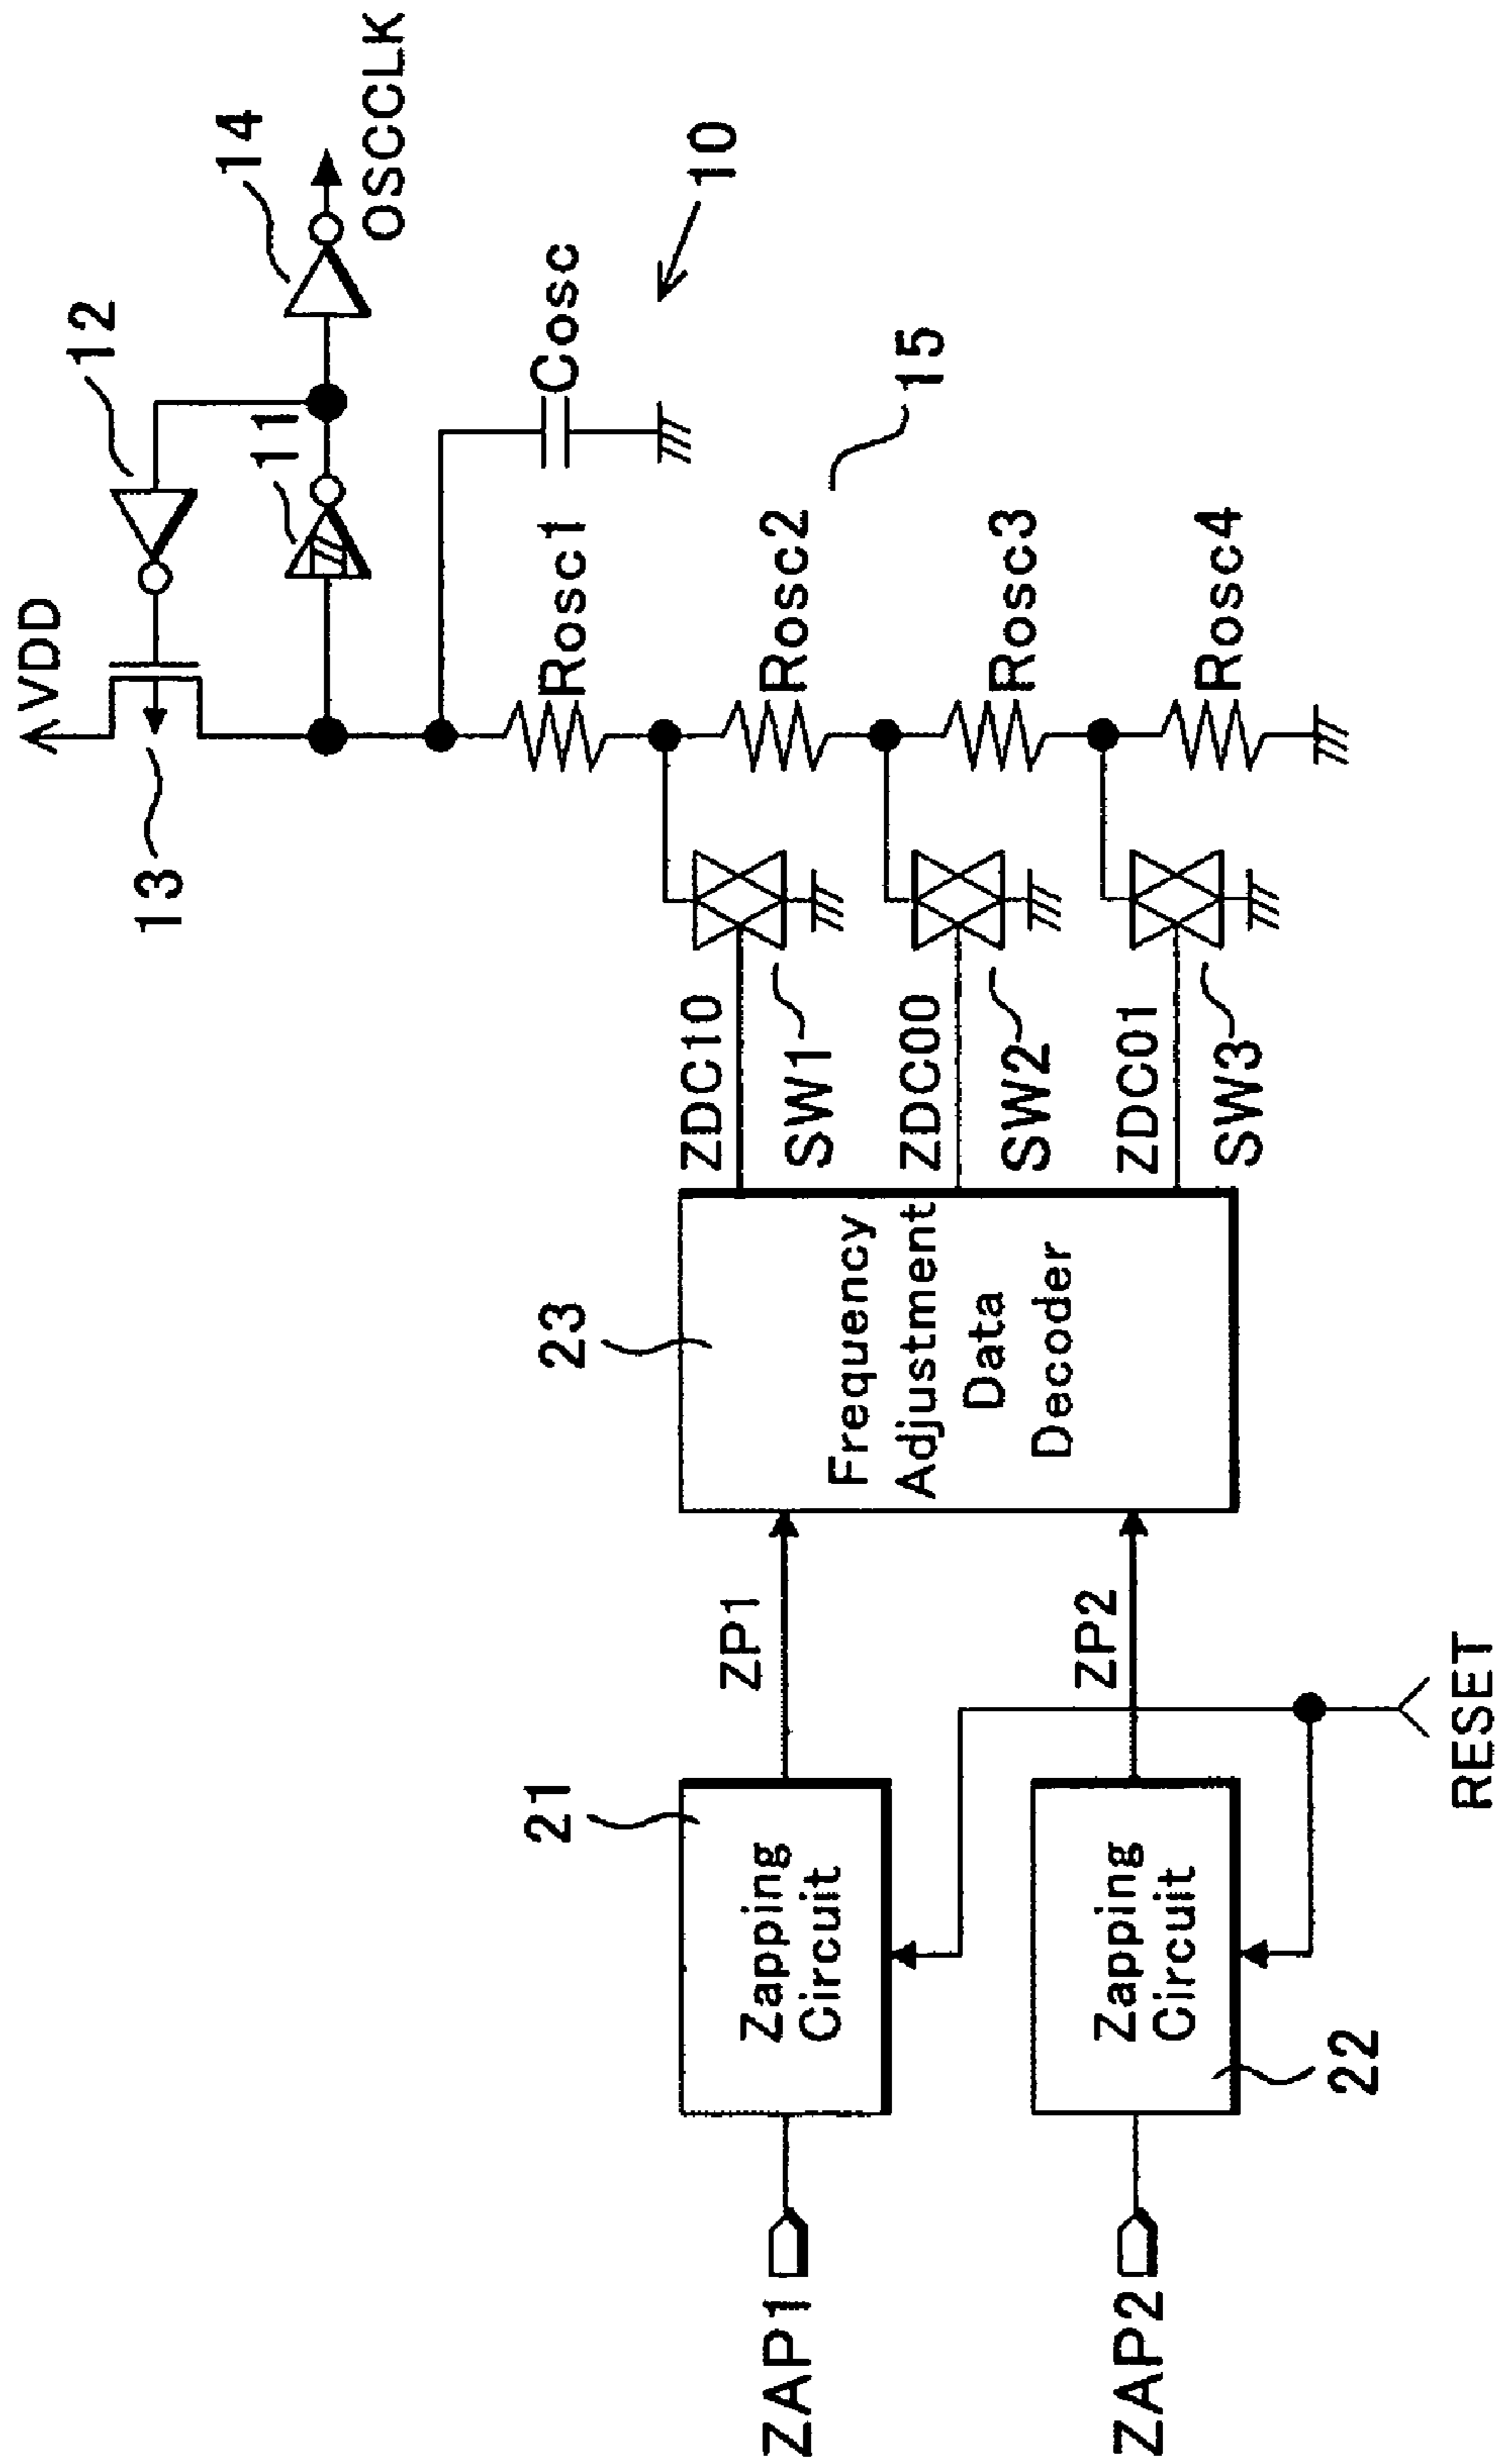 VDD
12
14
13
11
OSCCLK
Cosc
10
Rosc1
ZDC10
SW1
Rosc2
15
ZDC00
SW2
Rosc3
ZDC01
SW3
Rosc4
23
Frequency
Adjustment
Data
Decoder
21
ZP1
Zapping
Circuit
ZAP1
ZP2
Zapping
Circuit
ZAP2
22
RESET